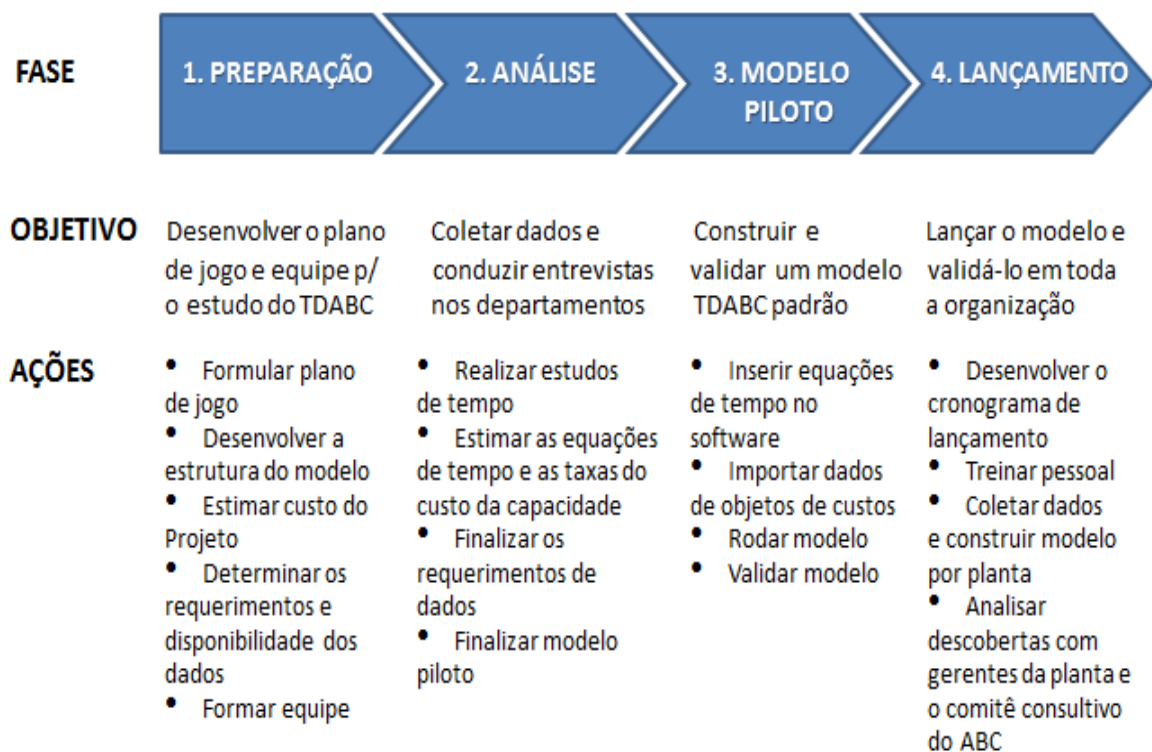 FASE
1. PREPARAÇÃO
2. ANÁLISE
3. MODELO
PILOTO
4. LANÇAMENTO
OBJETIVO
Desenvolver o plano
de jogo e equipe p/
o estudo do TDABC
Coletar dados e
conduzir entrevistas
nos departamentos
Construir e
validar um modelo
TDABC padrão
Lançar o modelo e
validá-lo em toda
a organização
AÇÕES
• Formular plano
de jogo
• Desenvolver a
estrutura do modelo
• Estimar custo do
Projeto
• Determinar os
requerimentos e
disponibilidade dos
dados
• Formar equipe
• Realizar estudos
de tempo
• Estimar as equações
de tempo e as taxas do
custo da capacidade
• Finalizar os
requerimentos de
dados
• Finalizar modelo
piloto
• Inserir equações
de tempo no
software
• Importar dados
de objetos de custos
• Rodar modelo
• Validar modelo
• Desenvolver o
cronograma de
lançamento
• Treinar pessoal
• Coletar dados
e construir modelo
por planta
• Analisar
descobertas com
gerentes da planta e
o comitê consultivo
do ABC